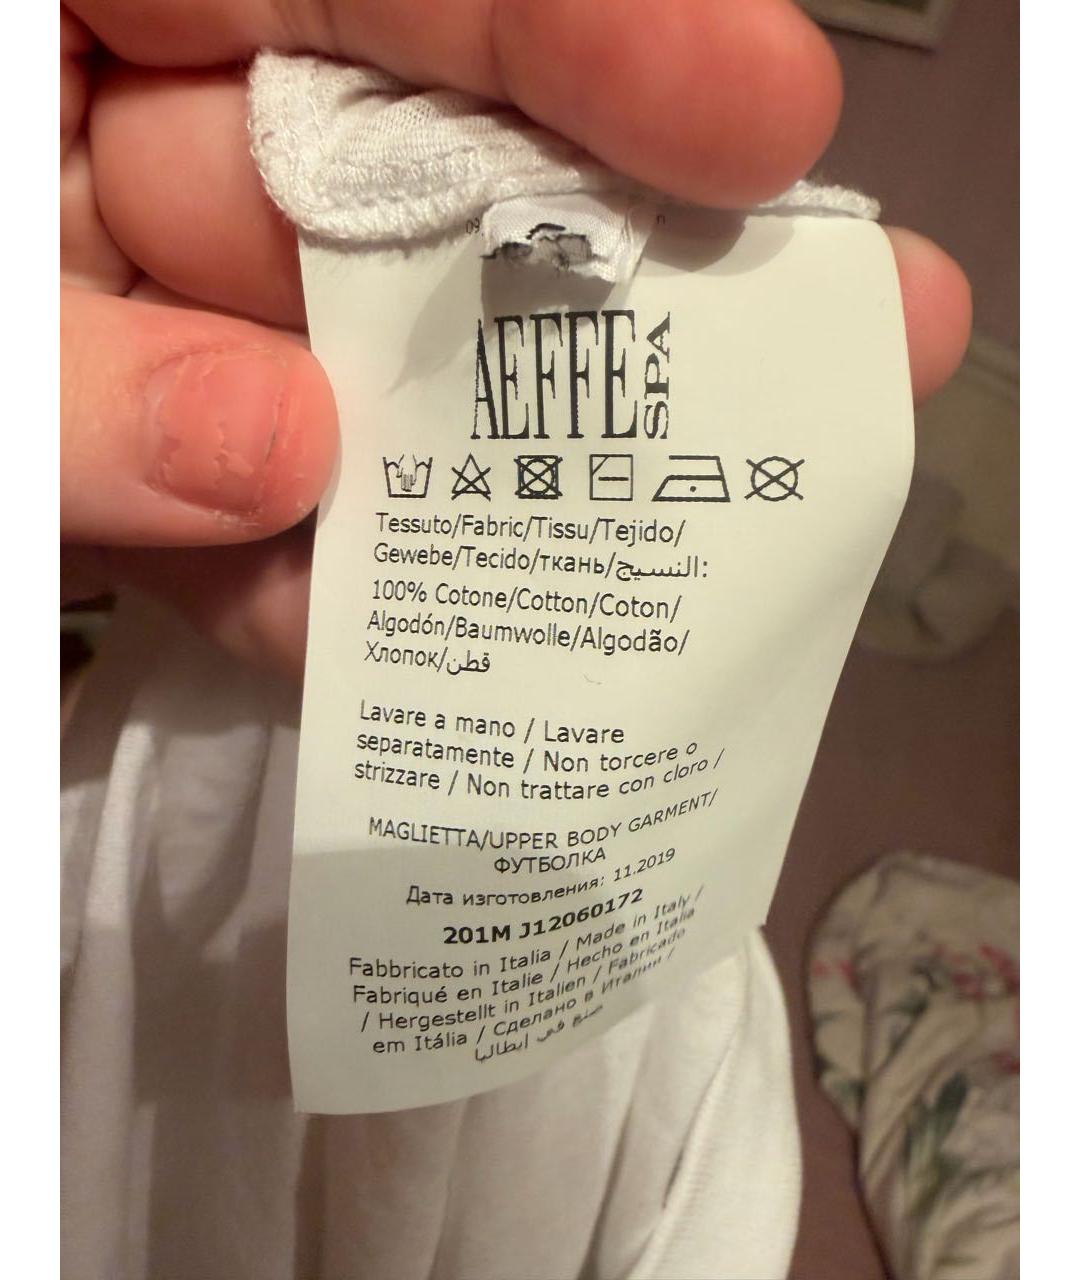 09
n
AEFFE SPA
Tessuto/Fabric/Tissu/Tejido/
Gewebe/Tecido/ткань/النسيج:
100% Cotone/Cotton/Coton/
Algodón/Baumwolle/Algodão/
Хлопок/قطن
Lavare a mano / Lavare
separatamente / Non torcere o
strizzare / Non trattare con cloro /
MAGLIETTA/UPPER BODY GARMENT/
ФУТБОЛКА
Дата изготовления: 11.2019
201M J12060172
Fabbricato in Italia / Made in Italy /
Fabriqué en Italie / Hecho en Italia
/ Hergestellt in Italien / Fabricado
em Itália / Сделано в Италии /
صنع في إيطاليا